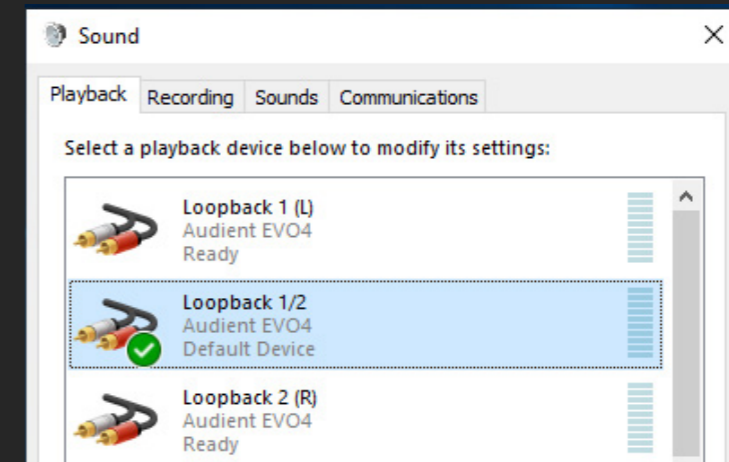 Sound
Playback Recording Sounds Communications
Select a playback device below to modify its settings:
Loopback 1 (L)
Audient EVO4
Ready
Loopback 1/2
Audient EVO4
Default Device
Loopback 2 (R)
Audient EVO4
Ready